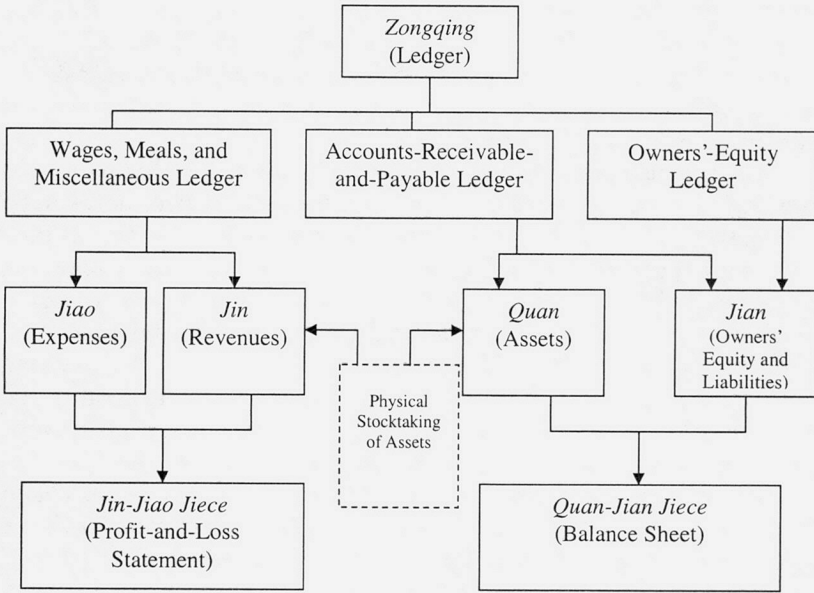 Zongqing
(Ledger)
Wages, Meals, and
Miscellaneous Ledger
Accounts-Receivable-
and-Payable Ledger
Owners'-Equity
Ledger
Jiao
(Expenses)
Jin
(Revenues)
Quan
(Assets)
Jian
(Owners'
Equity and
Liabilities)
Physical
Stocktaking
of Assets
Jin-Jiao Jiece
(Profit-and-Loss
Statement)
Quan-Jian Jiece
(Balance Sheet)